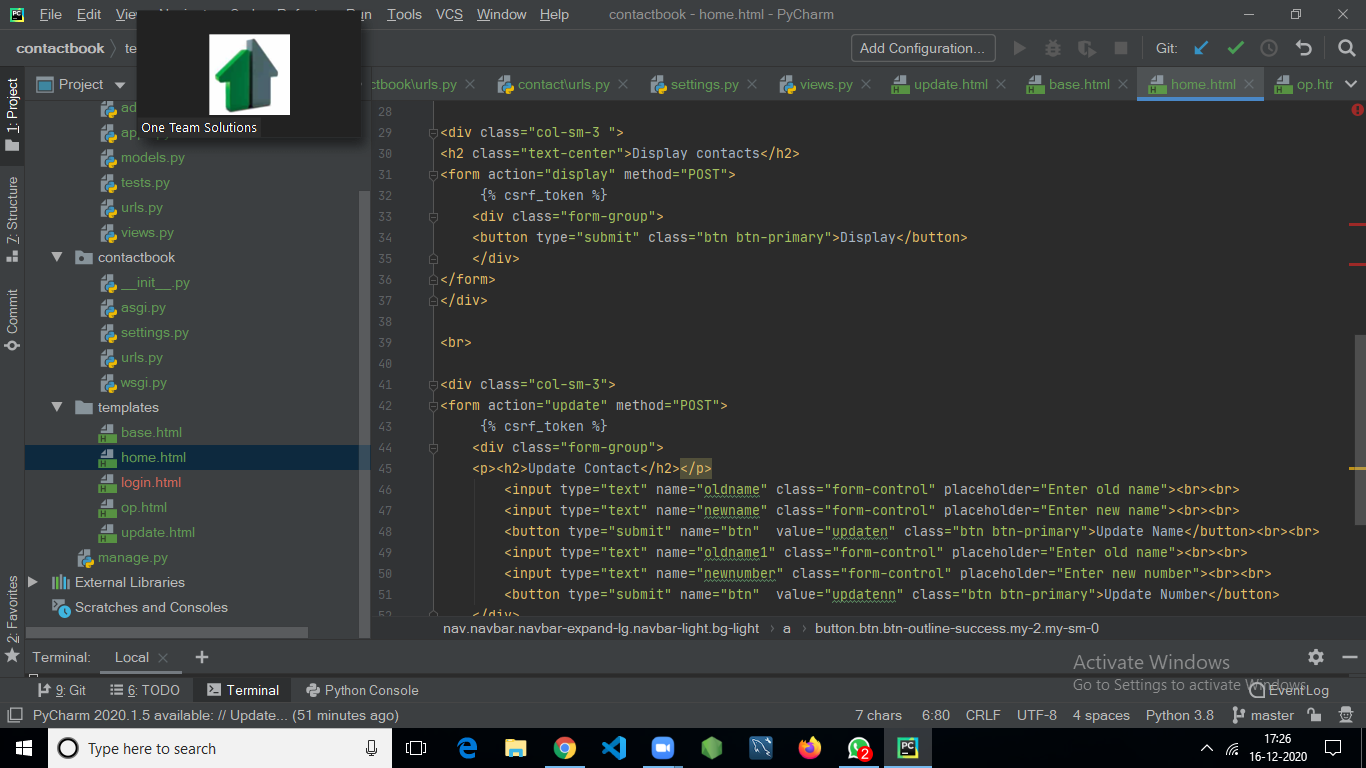 File Edit View Run Tools VCS Window Help contactbook - home.html - PyCharm
contactbook Add Configuration... Git:
One Team Solutions
1: Project
7: Structure
Commit
2: Favorites
Project
models.py
tests.py
urls.py
views.py
contactbook
__init__.py
asgi.py
settings.py
urls.py
wsgi.py
templates
base.html
home.html
login.html
op.html
update.html
manage.py
External Libraries
Scratches and Consoles
ctbook\urls.py contact\urls.py settings.py views.py update.html base.html home.html op.htr
28
29 <div class="col-sm-3 ">
30 <h2 class="text-center">Display contacts</h2>
31 <form action="display" method="POST">
32 {% csrf_token %}
33 <div class="form-group">
34 <button type="submit" class="btn btn-primary">Display</button>
35 </div>
36 </form>
37 </div>
38
39 <br>
40
41 <div class="col-sm-3">
42 <form action="update" method="POST">
43 {% csrf_token %}
44 <div class="form-group">
45 <p><h2>Update Contact</h2></p>
46 <input type="text" name="oldname" class="form-control" placeholder="Enter old name"><br><br>
47 <input type="text" name="newname" class="form-control" placeholder="Enter new name"><br><br>
48 <button type="submit" name="btn"  value="updaten" class="btn btn-primary">Update Name</button><br><br>
49 <input type="text" name="oldname1" class="form-control" placeholder="Enter old name"><br><br>
50 <input type="text" name="newnumber" class="form-control" placeholder="Enter new number"><br><br>
51 <button type="submit" name="btn"  value="updatenn" class="btn btn-primary">Update Number</button>
52 </div>
nav.navbar.navbar-expand-lg.navbar-light.bg-light › a › button.btn.btn-outline-success.my-2.my-sm-0
Terminal: Local +
Activate Windows
Go to Settings to activate Windows.
9: Git 6: TODO Terminal Python Console Event Log
PyCharm 2020.1.5 available: // Update... (51 minutes ago) 7 chars 6:80 CRLF UTF-8 4 spaces Python 3.8 master
Type here to search
2
17:26
16-12-2020